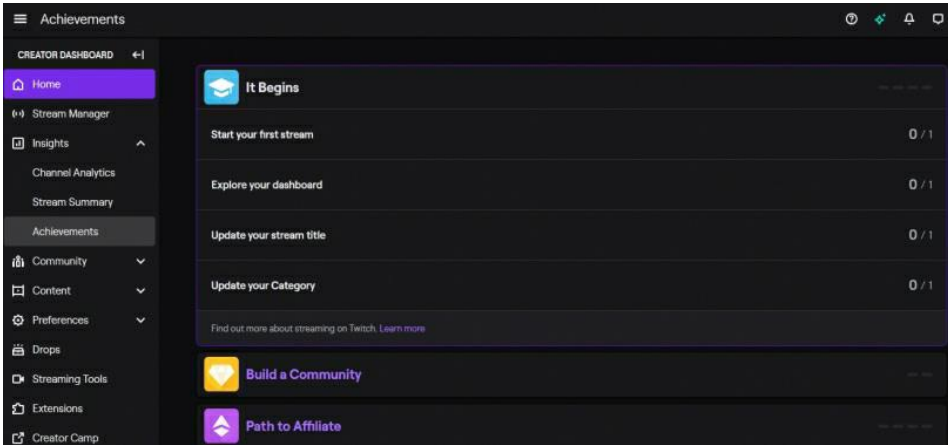 Achievements
CREATOR DASHBOARD
Home
Stream Manager
Insights
Channel Analytics
Stream Summary
Achievements
Community
Content
Preferences
Drops
Streaming Tools
Extensions
Creator Camp
It Begins
Start your first stream 0 / 1
Explore your dashboard 0 / 1
Update your stream title 0 / 1
Update your Category 0 / 1
Find out more about streaming on Twitch. Learn more
Build a Community
Path to Affiliate